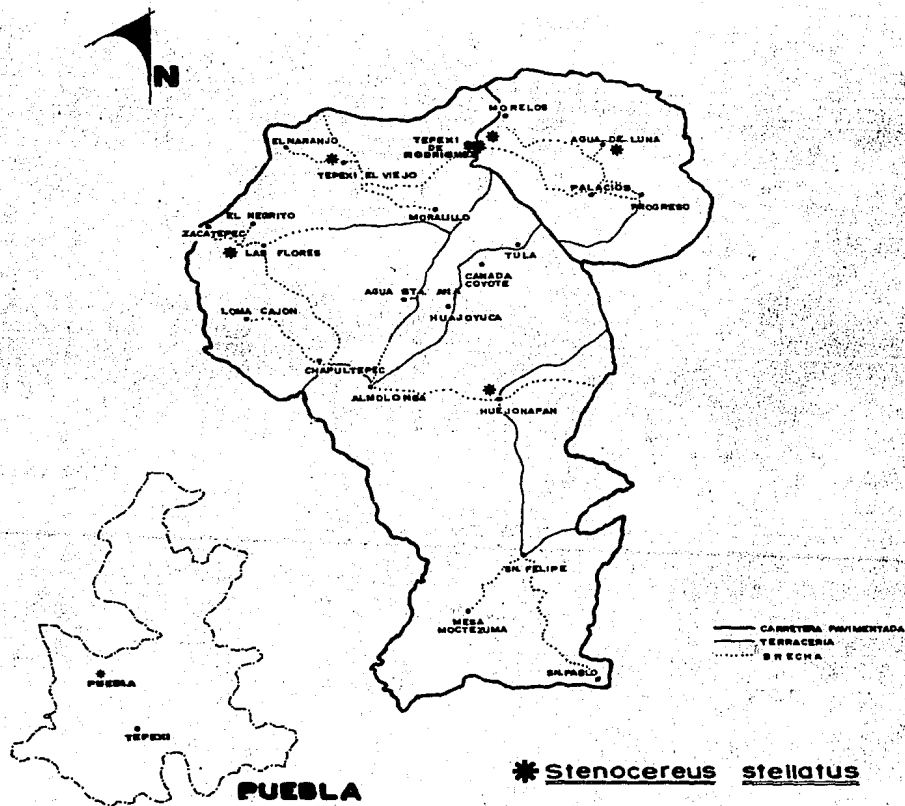 N
MORELOS
EL NARANJO
TEPEXI
DE
RODRIGUEZ
AGUA DE LUNA
TEPEXI EL VIEJO
PALACIOS
PROGRESO
MORALILLO
EL NEGRITO
ZACATEPEC
LAS FLORES
TULA
CANADA
COYOTE
AGUA STA. ANA
HUAJOYUCA
LOMA CAJON
CHAPULTEPEC
ALMOLONGA
HUEJONAPAN
SN. FELIPE
MESA
MOCTEZUMA
SN. PABLO
CARRETERA PAVIMENTADA
TERRACERIA
BRECHA
PUEBLA
TEPEXI
PUEBLA
Stenocereus stellatus